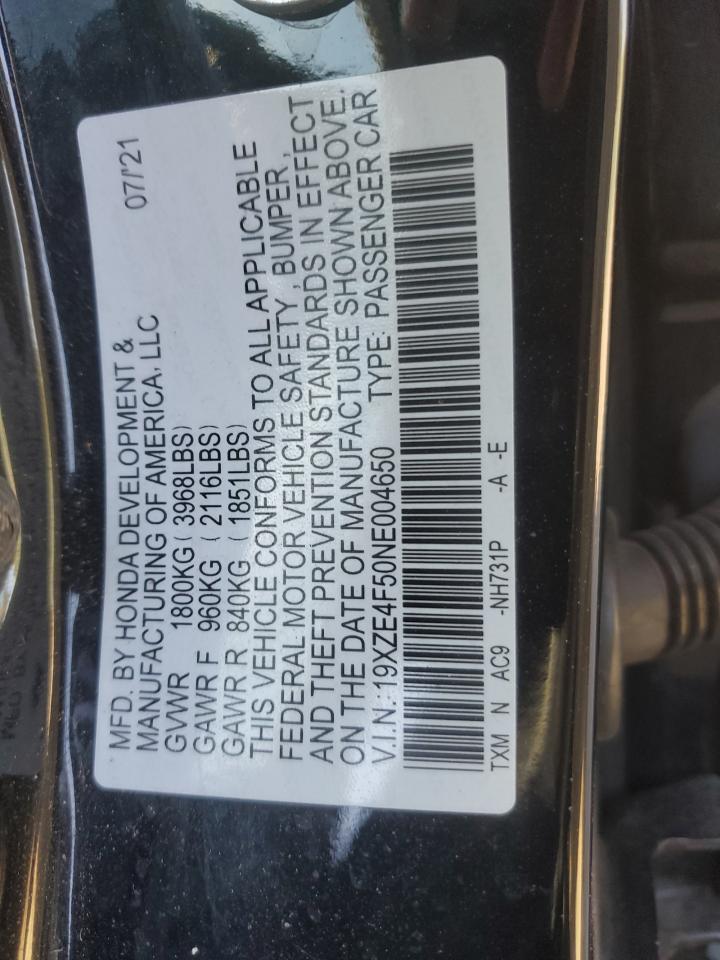 MFD. BY HONDA DEVELOPMENT &
MANUFACTURING OF AMERICA, LLC 07/'21
GVWR 1800KG ( 3968LBS)
GAWR F 960KG ( 2116LBS)
GAWR R 840KG ( 1851LBS)
THIS VEHICLE CONFORMS TO ALL APPLICABLE
FEDERAL MOTOR VEHICLE SAFETY , BUMPER ,
AND THEFT PREVENTION STANDARDS IN EFFECT
ON THE DATE OF MANUFACTURE SHOWN ABOVE.
V.I.N.: 19XZE4F50NE004650 TYPE: PASSENGER CAR
TXM N AC9 -NH731P -A -E